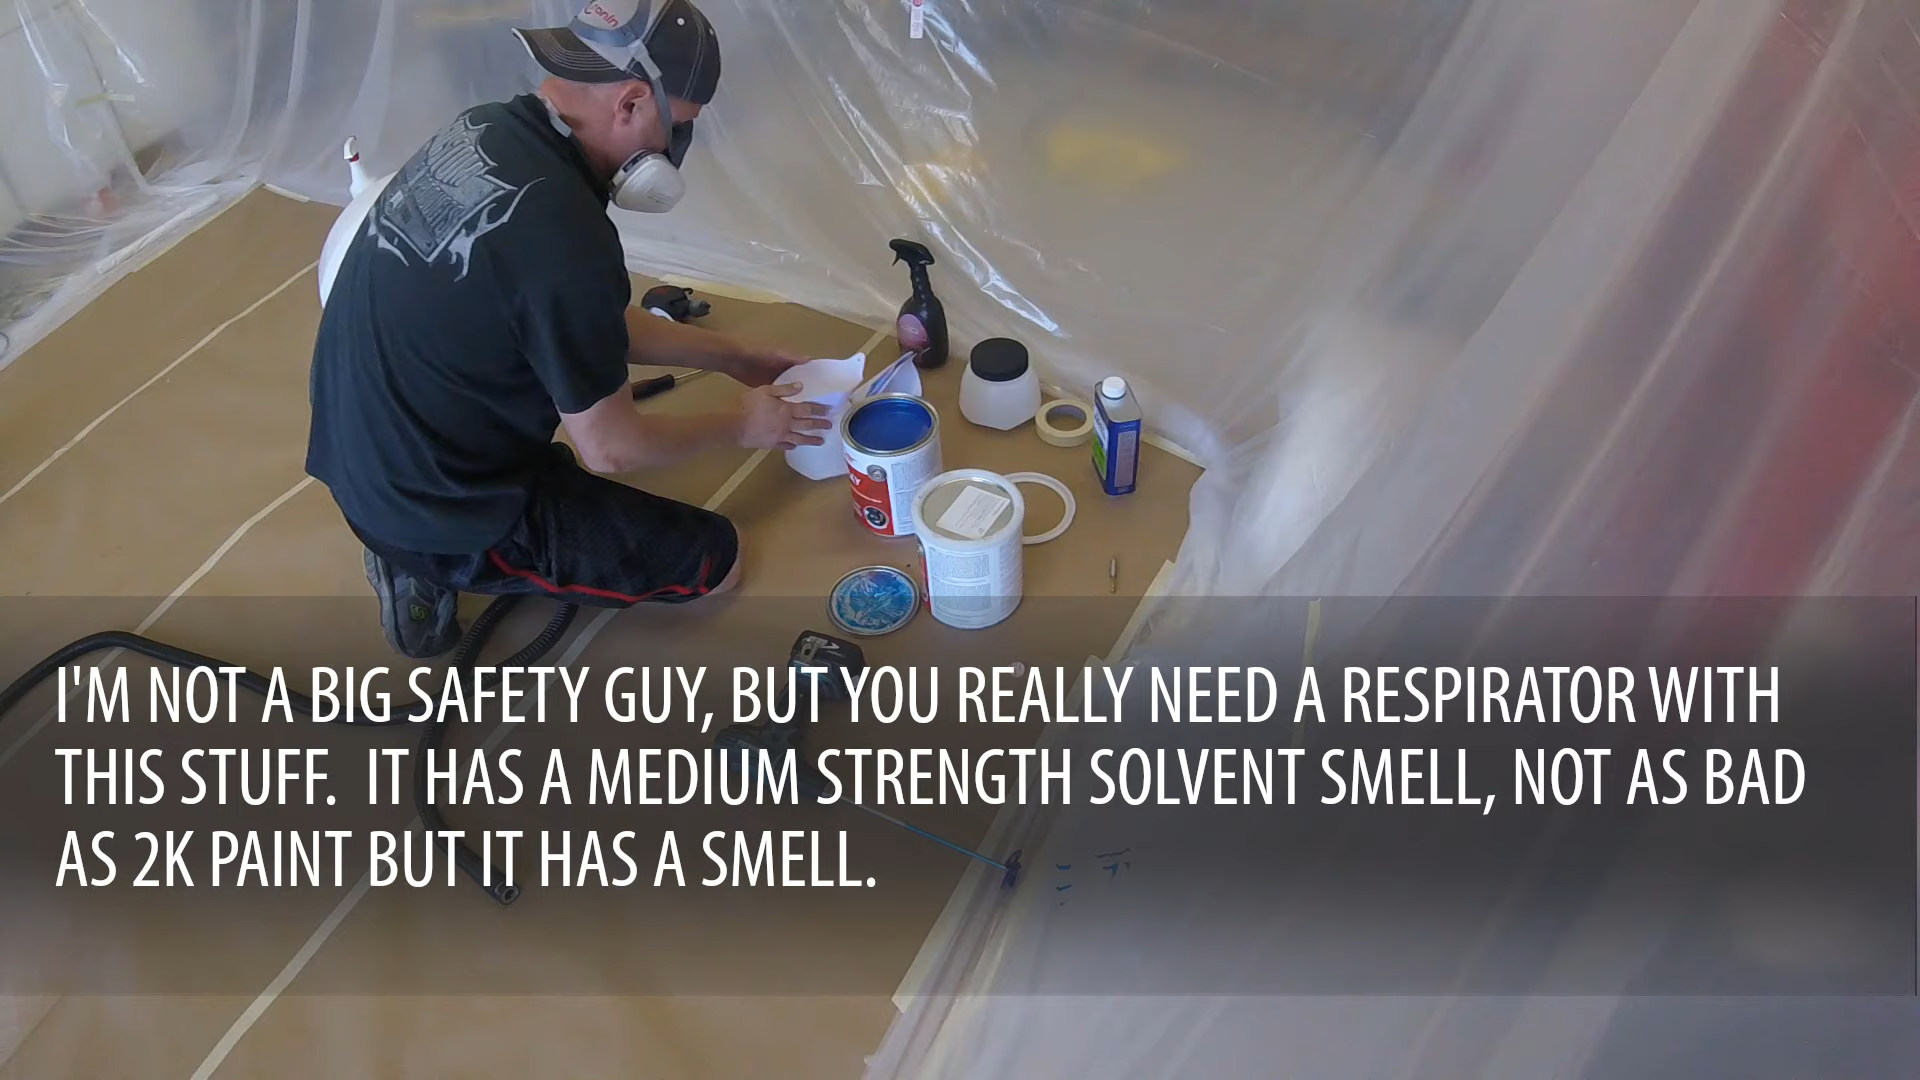 I'M NOT A BIG SAFETY GUY, BUT YOU REALLY NEED A RESPIRATOR WITH
THIS STUFF.  IT HAS A MEDIUM STRENGTH SOLVENT SMELL, NOT AS BAD
AS 2K PAINT BUT IT HAS A SMELL.